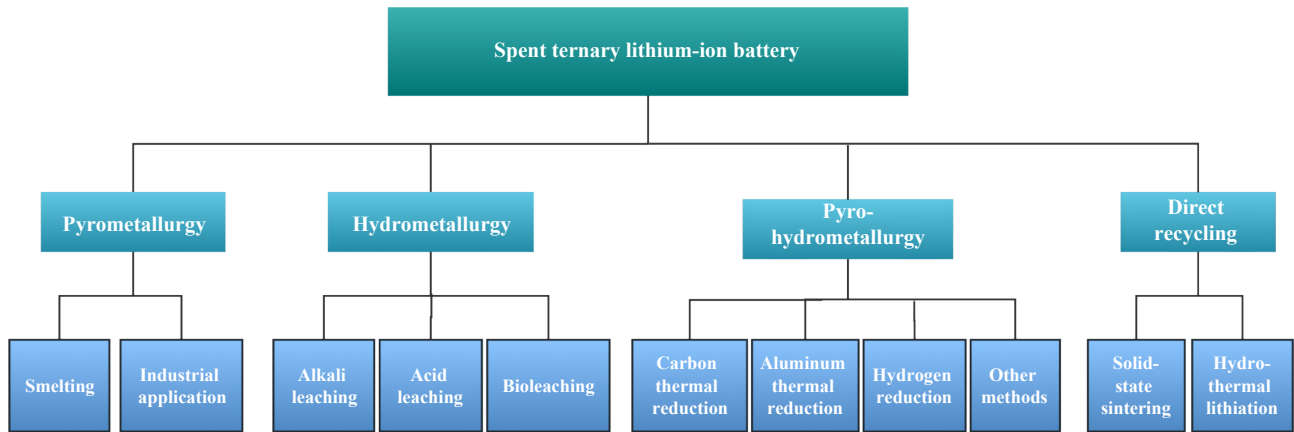 Spent ternary lithium-ion battery
Pyrometallurgy
Hydrometallurgy
Pyro-
hydrometallurgy
Direct
recycling
Smelting
Industrial
application
Alkali
leaching
Acid
leaching
Bioleaching
Carbon
thermal
reduction
Aluminum
thermal
reduction
Hydrogen
reduction
Other
methods
Solid-
state
sintering
Hydro-
thermal
lithiation